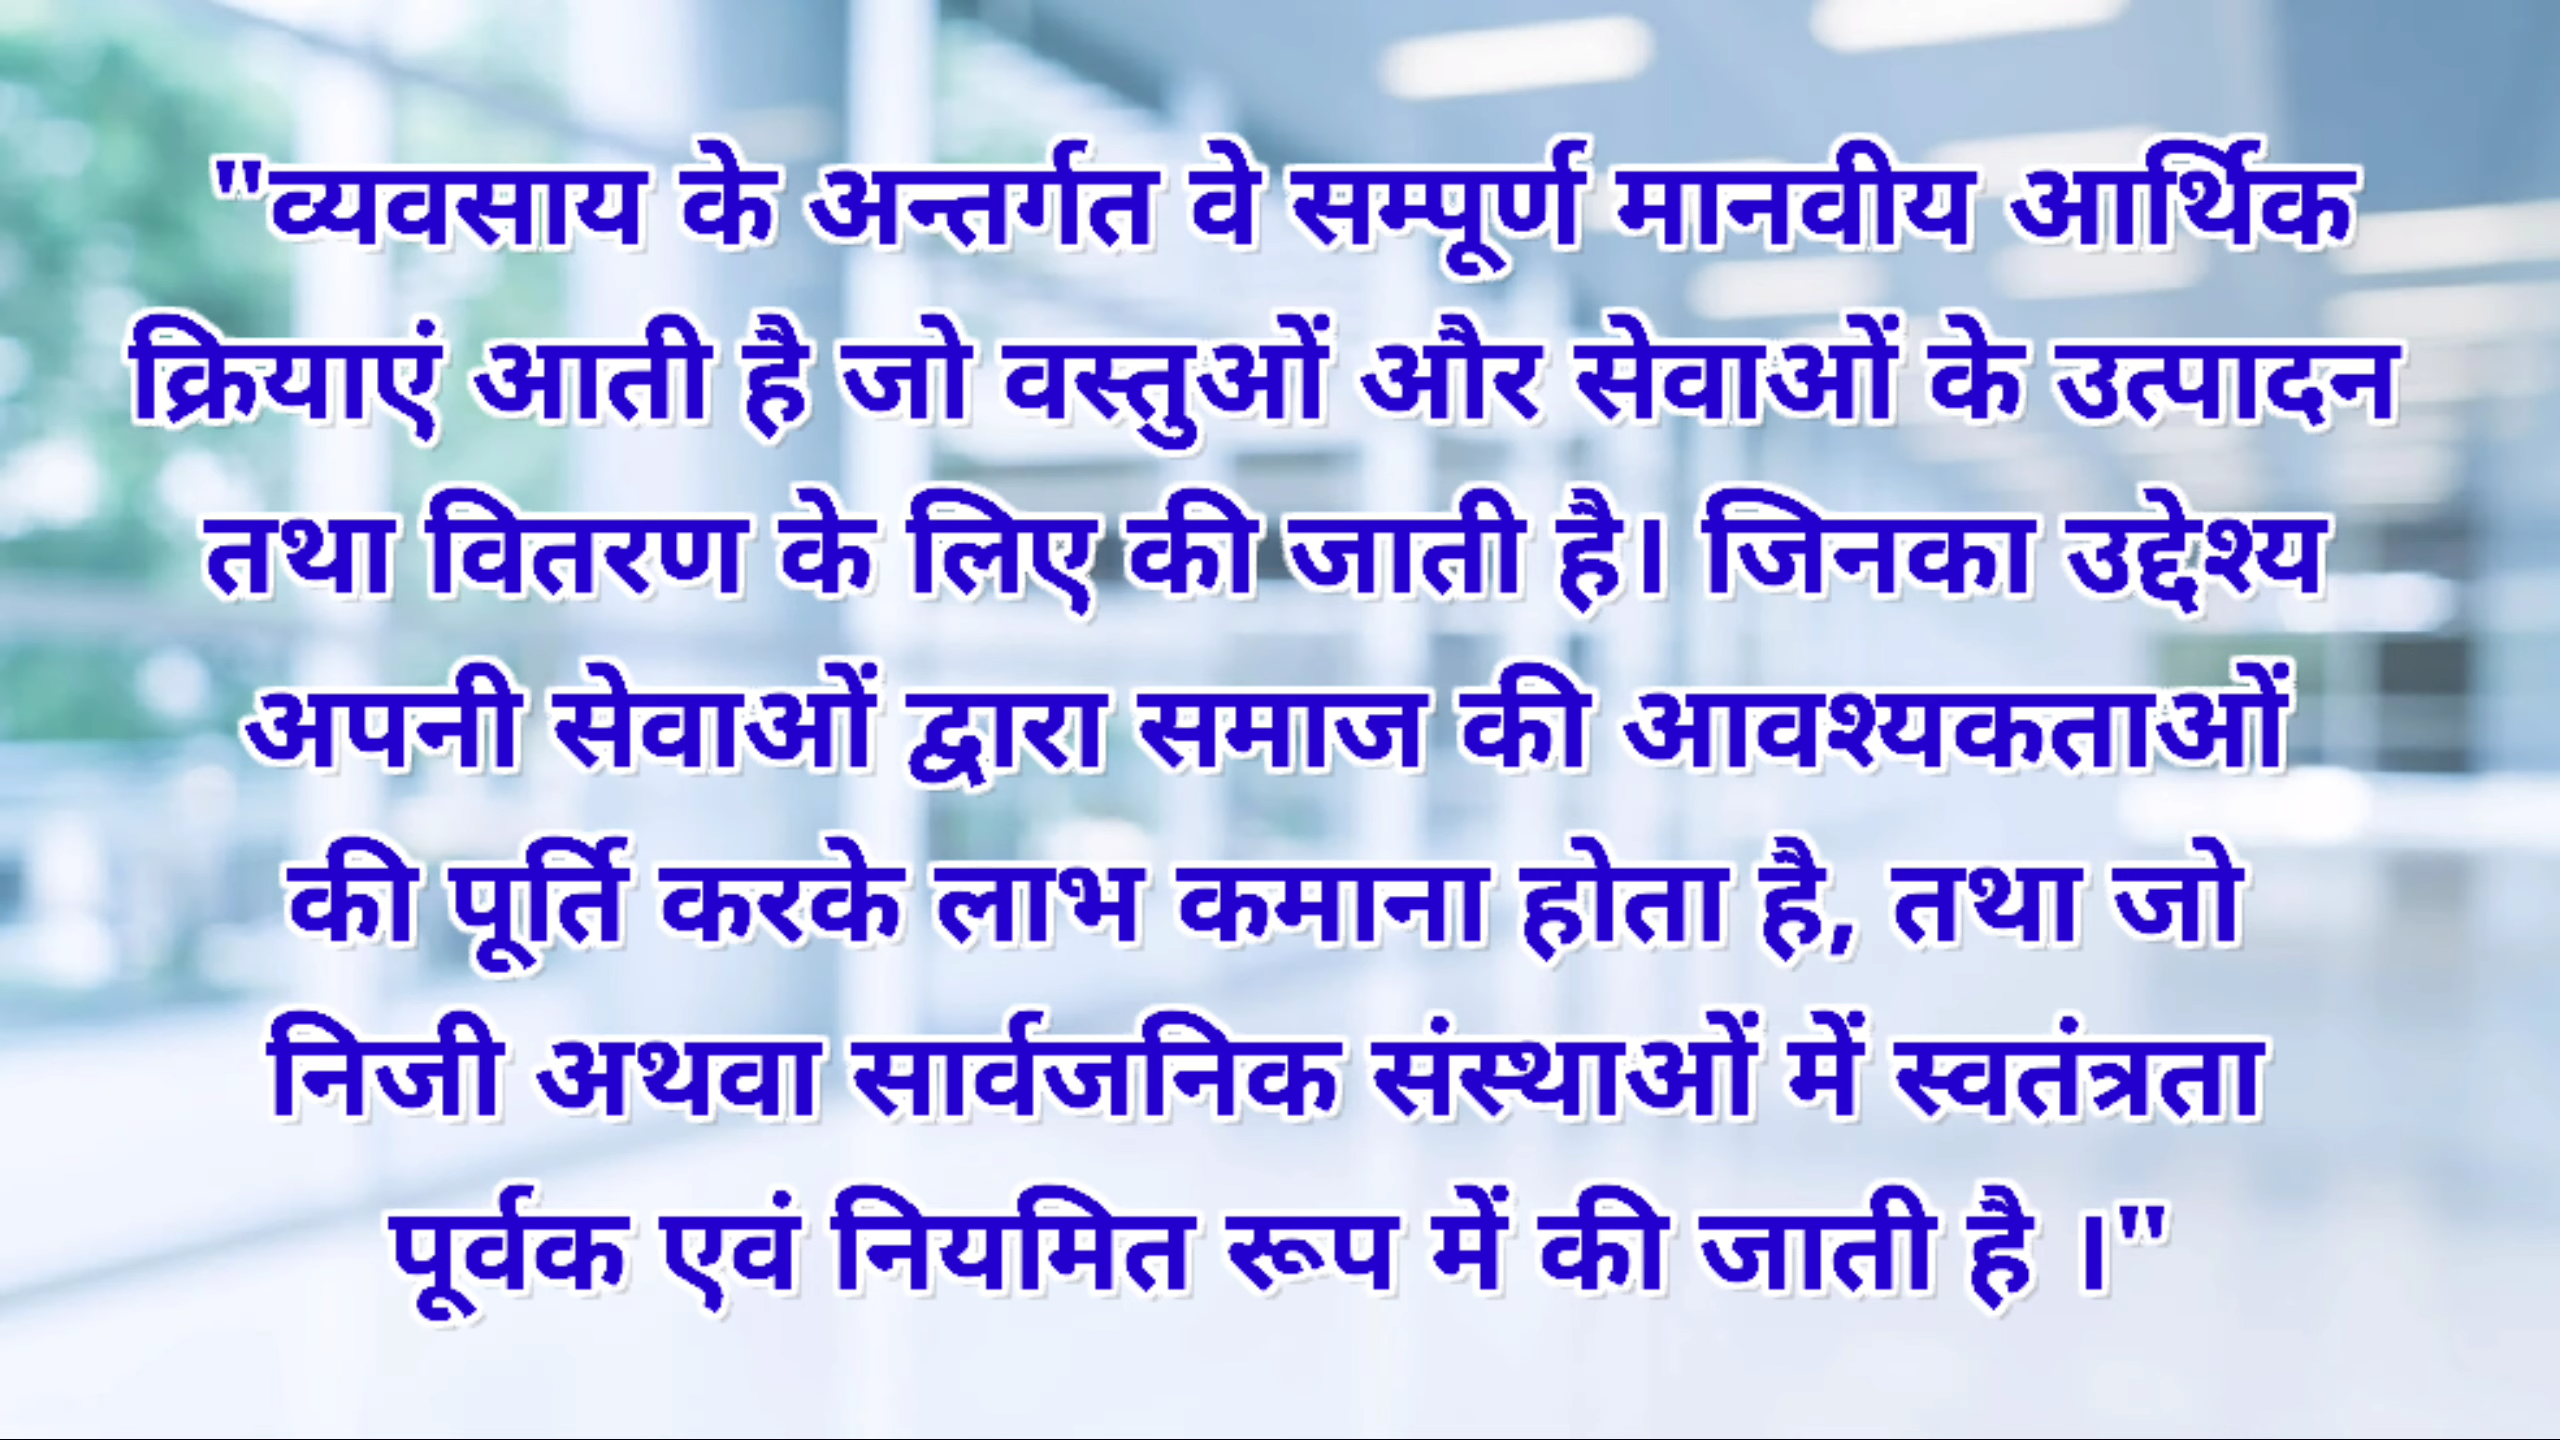 "व्यवसाय के अन्तर्गत वे सम्पूर्ण मानवीय आर्थिक
क्रियाएं आती है जो वस्तुओं और सेवाओं के उत्पादन
तथा वितरण के लिए की जाती है। जिनका उद्देश्य
अपनी सेवाओं द्वारा समाज की आवश्यकताओं
की पूर्ति करके लाभ कमाना होता है, तथा जो
निजी अथवा सार्वजनिक संस्थाओं में स्वतंत्रता
पूर्वक एवं नियमित रूप में की जाती है ।"